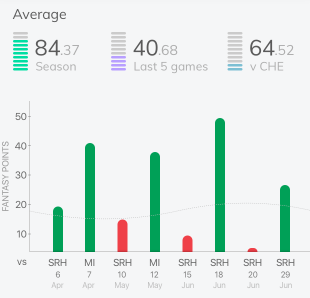 Average
84.37 40.68 64.52
Season Last 5 games v CHE
FANTASY POINTS
50
40
30
20
10
vs SRH MI SRH MI SRH SRH SRH SRH
6 7 10 12 15 18 20 29
Apr Apr May May Jun Jun Jun Jun